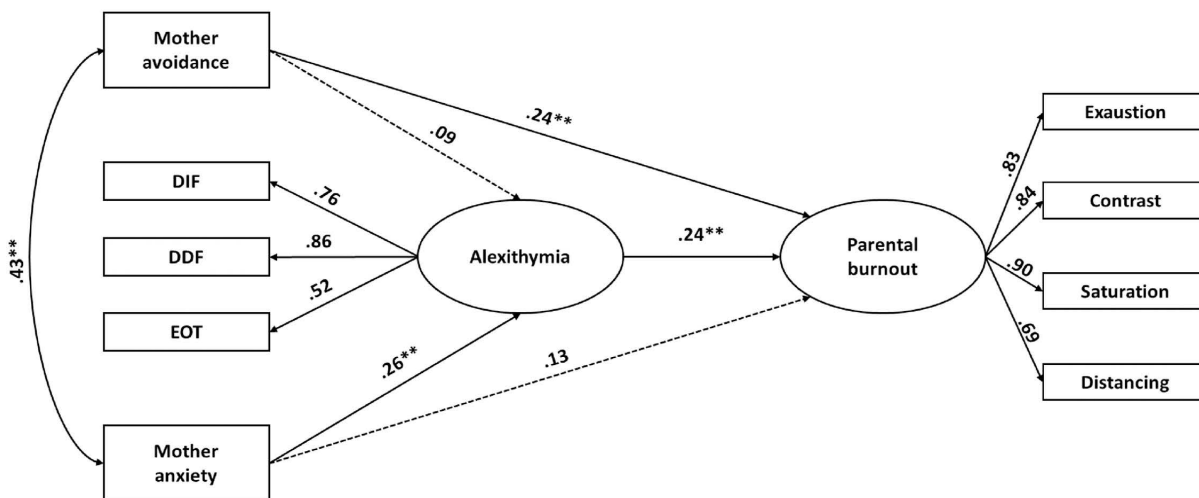 Mother
avoidance
.24**
.09
Exaustion
.83
DIF
.76
Contrast
.84
.43**
DDF
.86
Alexithymia
.24**
Parental
burnout
.90
Saturation
EOT
.52
.69
.26**
.13
Distancing
Mother
anxiety